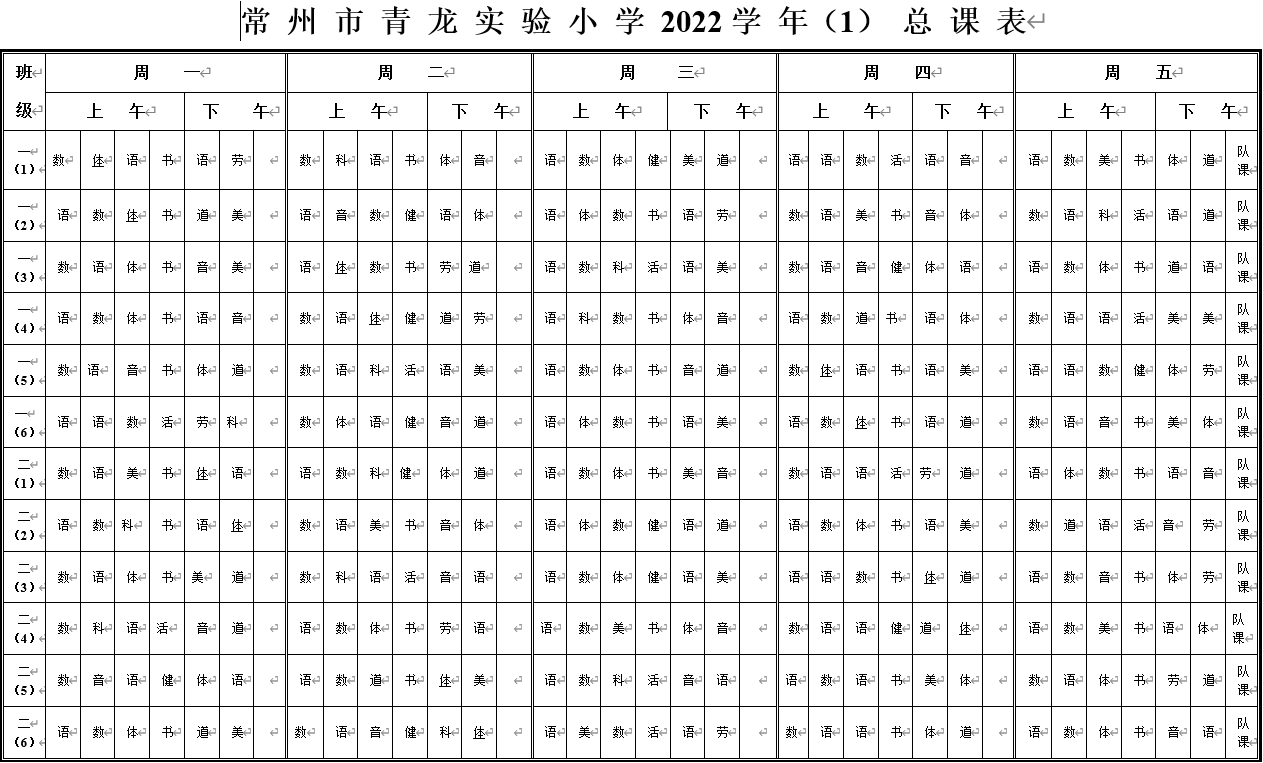 常 州 市 青 龙 实 验 小 学 2022 学 年（1） 总 课 表
班级 周 一 周 二 周 三 周 四 周 五
上 午 下 午 上 午 下 午 上 午 下 午 上 午 下 午 上 午 下 午
一（1） 数 体 语 书 语 劳 数 科 语 书 体 音 语 数 体 健 美 道 语 语 数 活 语 音 语 数 美 书 体 道 队课
一（2） 语 数 体 书 道 美 语 音 数 健 语 体 语 体 数 书 语 劳 数 语 美 书 音 体 数 语 科 活 语 道 队课
一（3） 数 语 体 书 音 美 语 体 数 书 劳 道 语 数 科 活 语 美 数 语 音 健 体 语 语 数 体 书 道 语 队课
一（4） 语 数 体 书 语 音 数 语 体 健 道 劳 语 科 数 书 体 音 语 数 道 书 语 体 数 语 语 活 美 美 队课
一（5） 数 语 音 书 体 道 数 语 科 活 语 美 语 数 体 书 音 道 数 体 语 书 语 美 语 语 数 健 体 劳 队课
一（6） 语 语 数 活 劳 科 数 体 语 健 音 道 语 体 数 书 语 美 语 数 体 书 语 道 数 语 音 书 美 体 队课
二（1） 数 语 美 书 体 语 语 数 科 健 体 道 语 数 体 书 美 音 数 语 语 活 劳 道 语 体 数 书 语 音 队课
二（2） 语 数 科 书 语 体 数 语 美 书 音 体 语 体 数 健 语 道 语 数 体 书 语 美 数 道 语 活 音 劳 队课
二（3） 数 语 体 书 美 道 数 科 语 活 音 语 数 体 体 健 语 美 语 语 数 书 体 道 语 数 音 书 体 劳 队课
二（4） 数 科 语 活 音 道 语 数 体 书 劳 语 语 数 美 书 体 音 数 语 语 健 道 体 语 数 美 书 语 体 队课
二（5） 数 音 语 健 体 语 语 数 道 书 体 美 语 数 科 活 音 语 语 数 语 书 美 体 数 语 体 书 劳 道 队课
二（6） 语 数 体 书 道 美 数 语 音 健 科 体 语 美 数 活 语 劳 数 语 语 书 体 道 语 数 体 书 音 语 队课